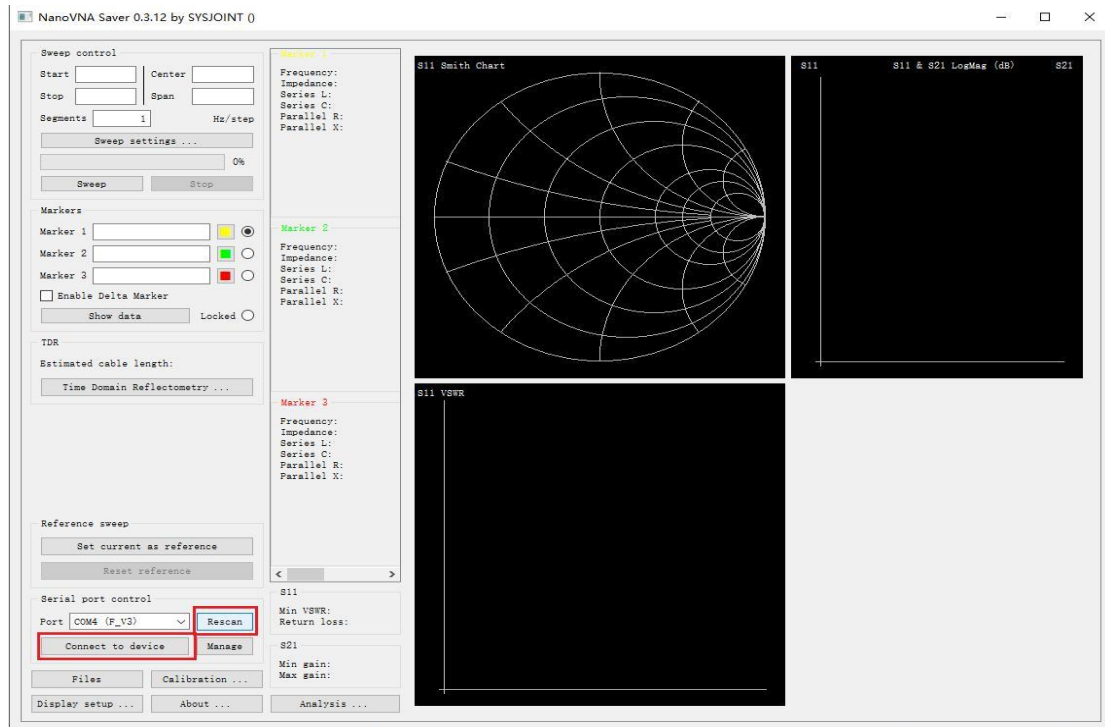 NanoVNA Saver 0.3.12 by SYSJOINT ()
Sweep control
Start
Center
Stop
Span
Segments 1 Hz/step
Sweep settings ...
0%
Sweep
Stop
Markers
Marker 1
Marker 2
Marker 3
Enable Delta Marker
Show data
Locked
TDR
Estimated cable length:
Time Domain Reflectometry ...
Reference sweep
Set current as reference
Reset reference
Serial port control
Port COM4 (F_V3)
Rescan
Connect to device
Manage
Files
Calibration ...
Display setup ...
About ...
Marker 1
Frequency:
Impedance:
Series L:
Series C:
Parallel R:
Parallel X:
Marker 2
Frequency:
Impedance:
Series L:
Series C:
Parallel R:
Parallel X:
Marker 3
Frequency:
Impedance:
Series L:
Series C:
Parallel R:
Parallel X:
S11
Min VSWR:
Return loss:
S21
Min gain:
Max gain:
Analysis ...
S11 Smith Chart
S11 S11 & S21 LogMag (dB) S21
S11 VSWR